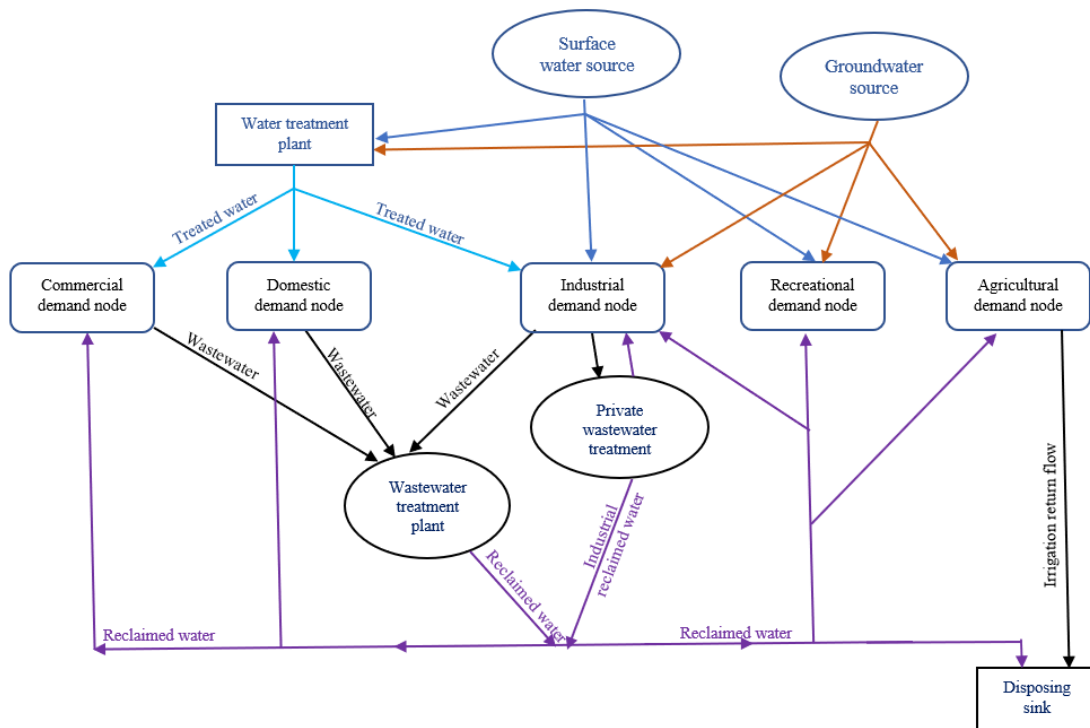 Surface
water source
Groundwater
source
Water treatment
plant
Treated water
Treated water
Commercial
demand node
Domestic
demand node
Industrial
demand node
Recreational
demand node
Agricultural
demand node
Wastewater
Wastewater
Wastewater
Private
wastewater
treatment
Wastewater
treatment
plant
Industrial
reclaimed water
Irrigation return flow
Reclaimed water
Reclaimed water
Reclaimed water
Disposing
sink